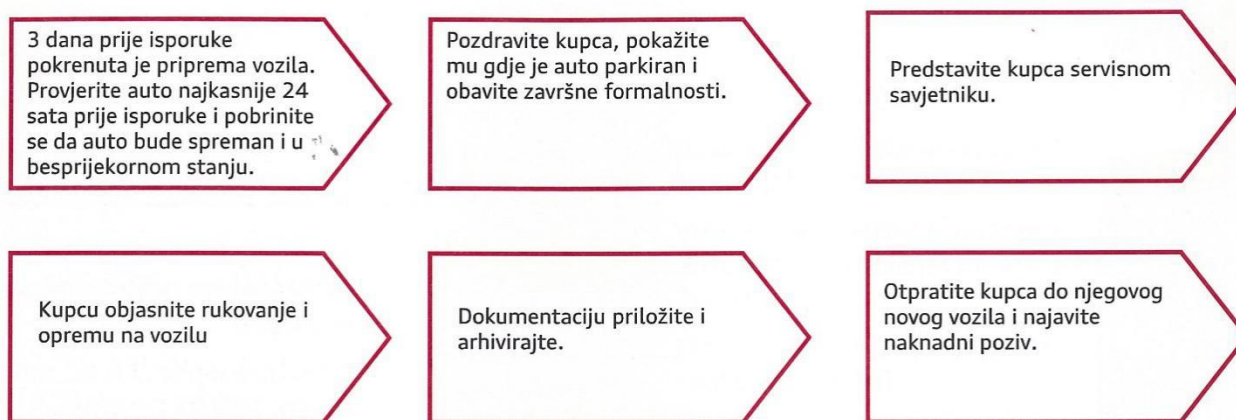 3 dana prije isporuke
pokrenuta je priprema vozila.
Provjerite auto najkasnije 24
sata prije isporuke i pobrinite
se da auto bude spreman i u
besprijekornom stanju.
Pozdravite kupca, pokažite
mu gdje je auto parkiran i
obavite završne formalnosti.
Predstavite kupca servisnom
savjetniku.
Kupcu objasnite rukovanje i
opremu na vozilu
Dokumentaciju priložite i
arhivirajte.
Otpratite kupca do njegovog
novog vozila i najavite
naknadni poziv.